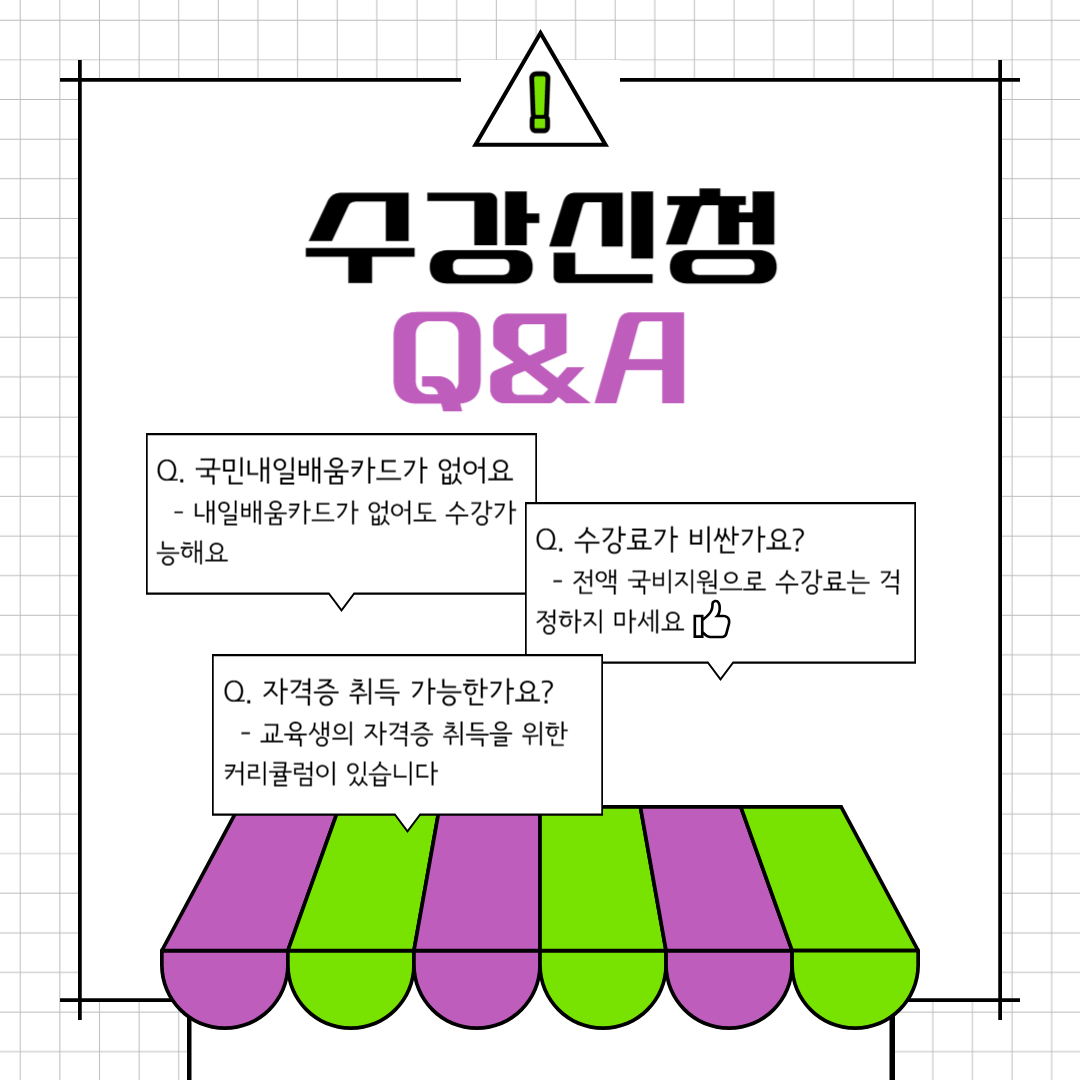 !
수강신청
Q&A
Q. 국민내일배움카드가 없어요
- 내일배움카드가 없어도 수강가
능해요
Q. 수강료가 비싼가요?
- 전액 국비지원으로 수강료는 걱
정하지 마세요
Q. 자격증 취득 가능한가요?
- 교육생의 자격증 취득을 위한
커리큘럼이 있습니다